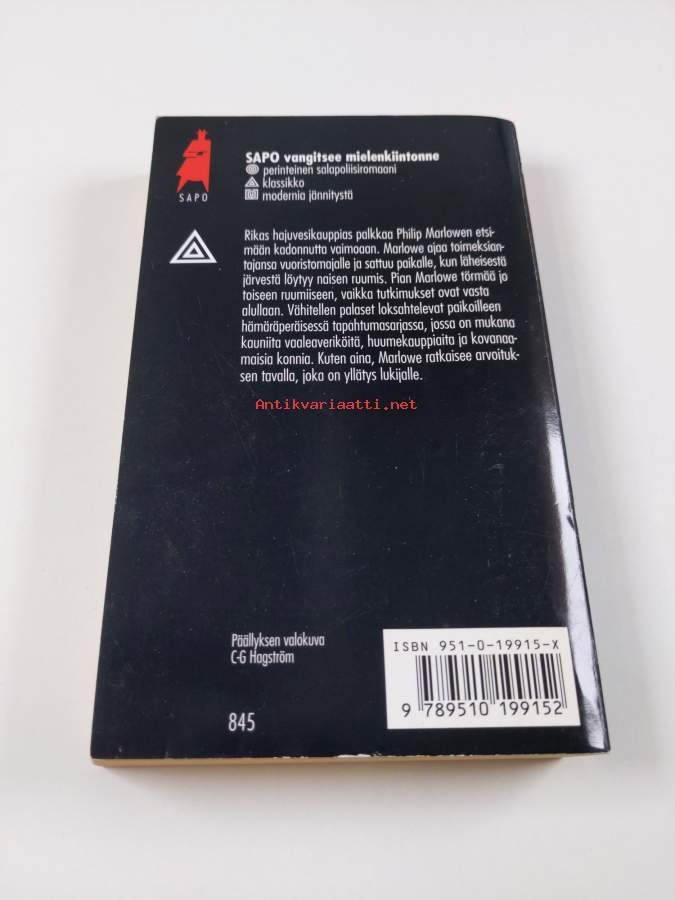 SAPO
SAPO vangitsee mielenkiintonne
perinteinen salapoliisiromaani
klassikko
modernia jännitystä
Rikas hajuvesikauppias palkkaa Philip Marlowen etsi-
mään kadonnutta vaimoaan. Marlowe ajaa toimeksian-
tajansa vuoristomajalle ja sattuu paikalle, kun läheisestä
järvestä löytyy naisen ruumis. Pian Marlowe törmää jo
toiseen ruumiiseen, vaikka tutkimukset ovat vasta
alullaan. Vähitellen palaset loksahtelevat paikoilleen
hämäräperäisessä tapahtumasarjassa, jossa on mukana
kauniita vaaleaveriköitä, huumekauppiaita ja kovanaa-
maisia konnia. Kuten aina, Marlowe ratkaisee arvoituk-
sen tavalla, joka on yllätys lukijalle.
Antikvariaatti.net
Päällyksen valokuva
C-G Hagström
845
ISBN 951-0-19915-X
9 789510 199152